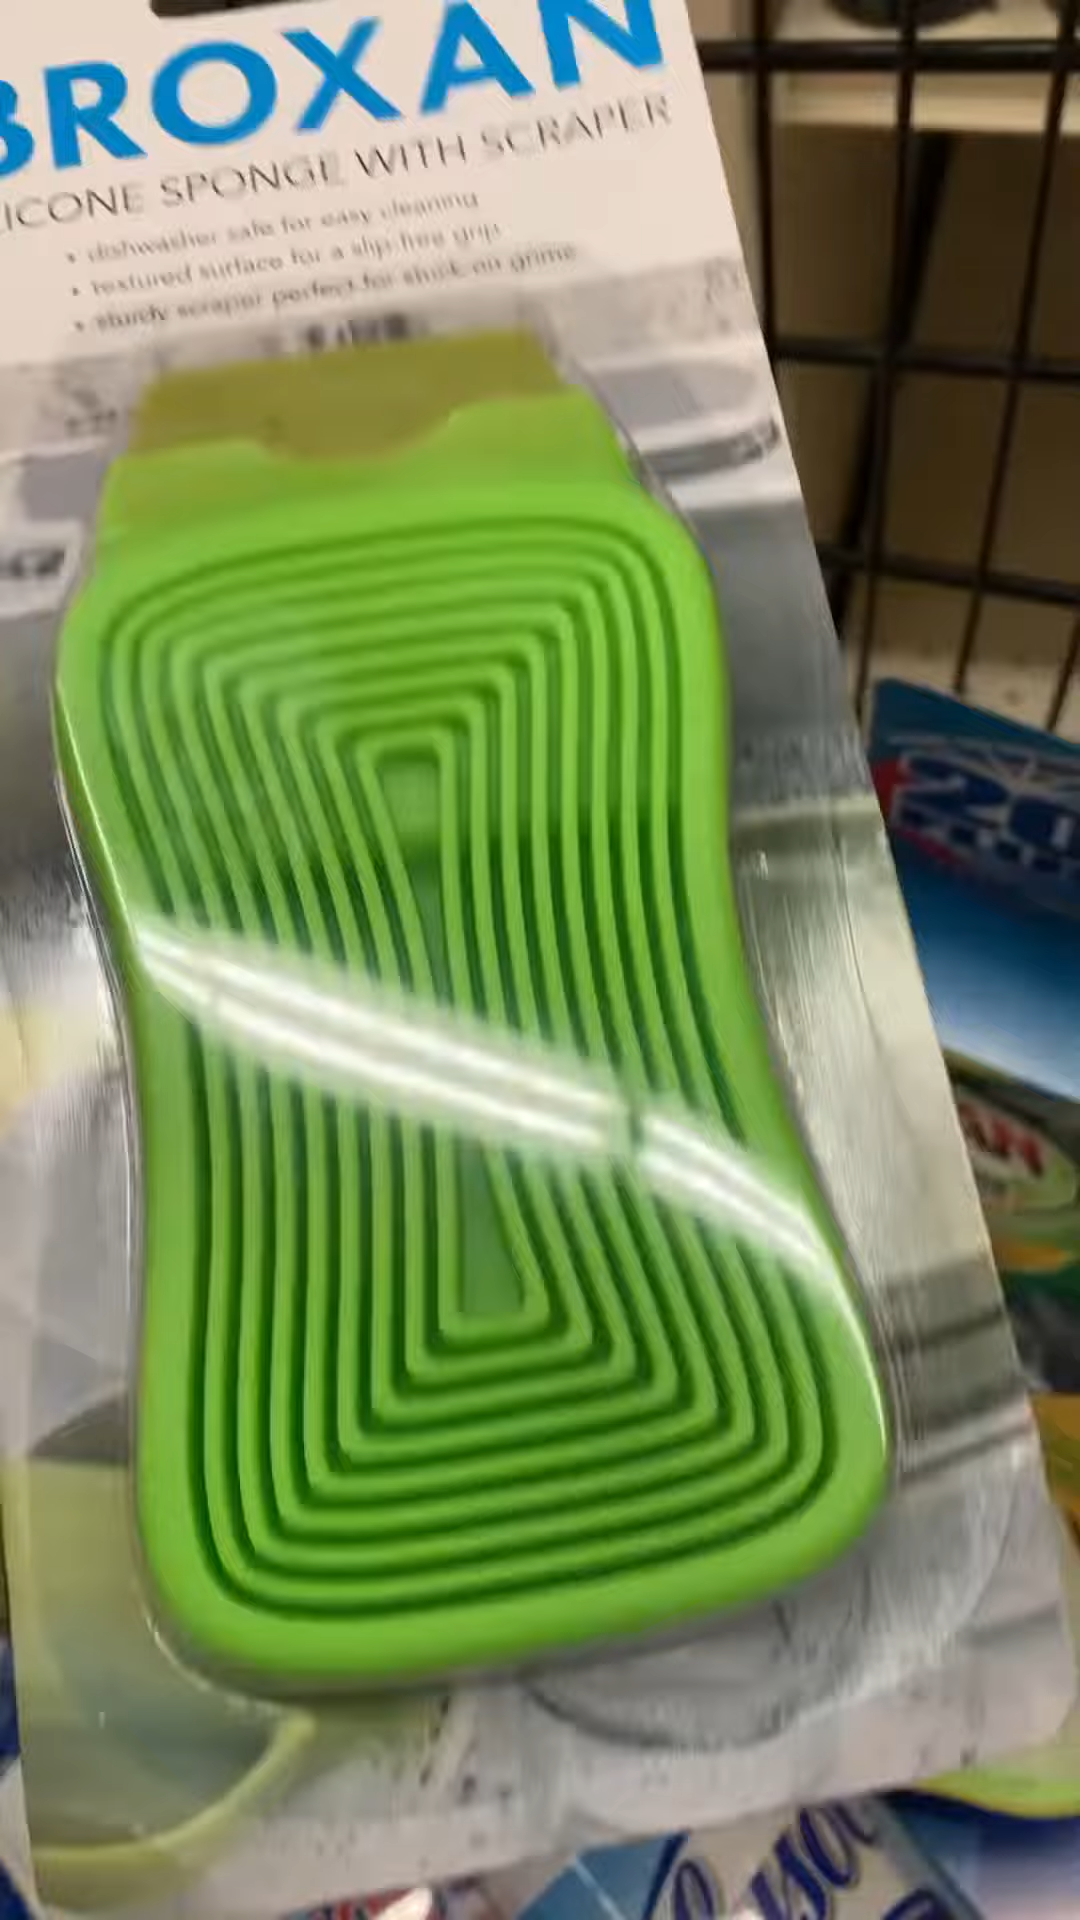 BROXAN
ICONE SPONGE WITH SCRAPER
• dishwasher safe for easy cleaning
• textured surface for a slip-free grip
• sturdy scraper perfect for stuck-on grime
Lysol